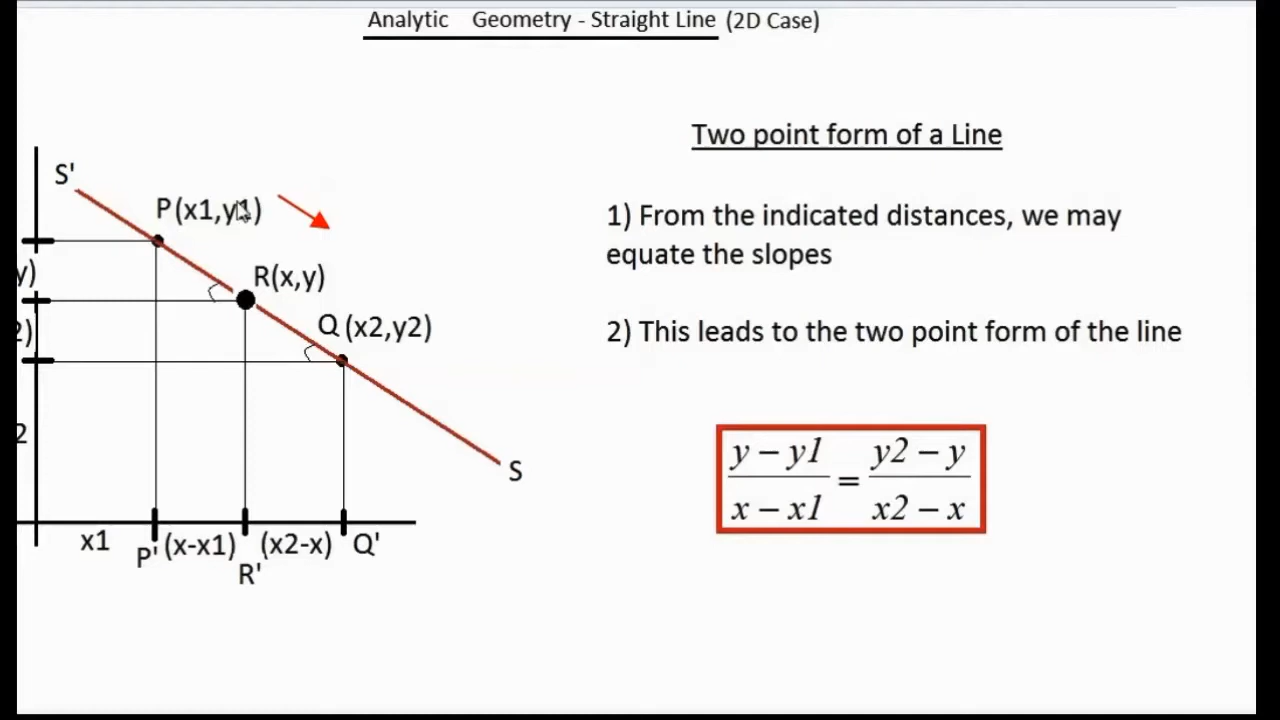 Analytic Geometry - Straight Line (2D Case)
Two point form of a Line
S'
P(x1,y1)
1) From the indicated distances, we may
equate the slopes
y)
R(x,y)
Q(x2,y2)
2)
2) This leads to the two point form of the line
2
y - y1
x - x1
=
y2 - y
x2 - x
S
x1
P'
(x-x1)
R'
(x2-x)
Q'